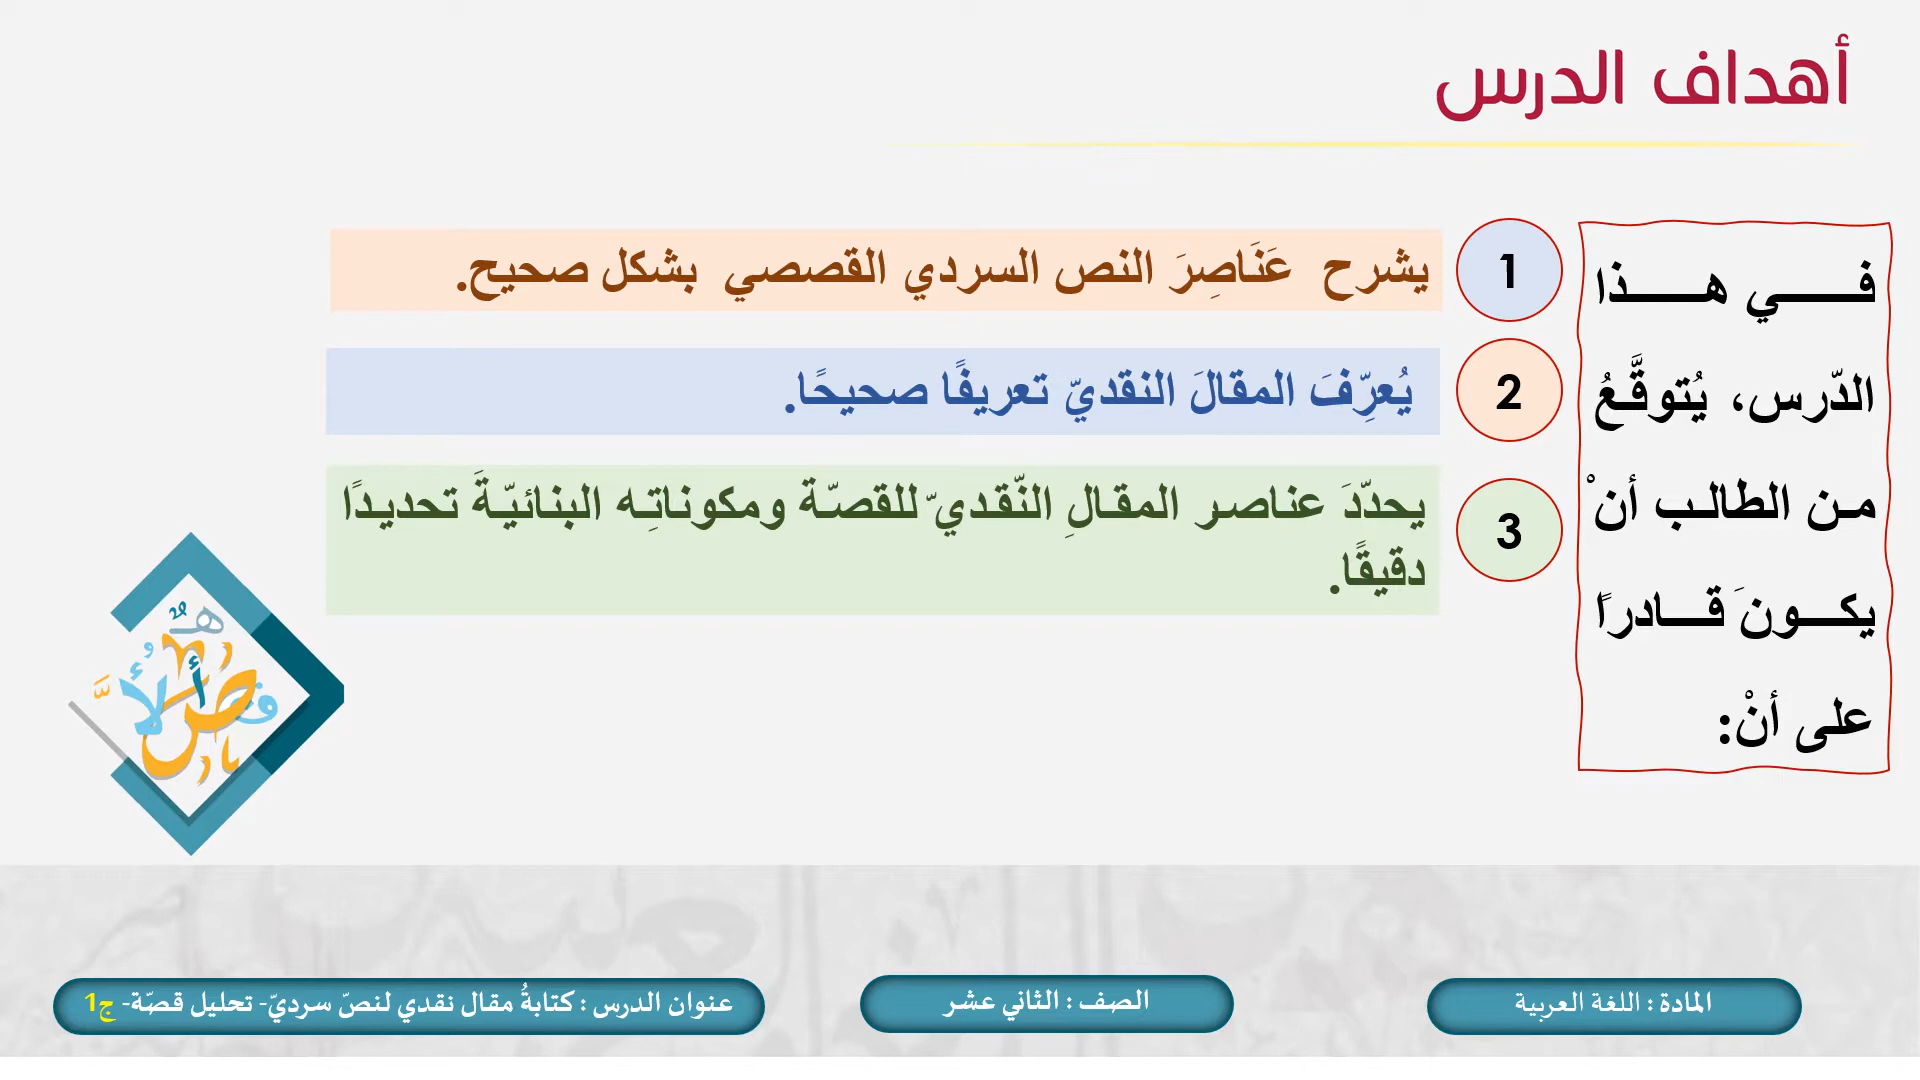 أهداف الدرس
في هذا
الدّرس، يُتوقَّعُ
من الطالب أنْ
يكونَ قادرًا
على أنْ:
1
يشرح عَنَاصِرَ النص السردي القصصي بشكل صحيح.
2
يُعرِّفَ المقالَ النقديّ تعريفًا صحيحًا.
3
يحدّدَ عناصر المقالِ النّقديّ للقصّة ومكوناتِه البنائيّةَ تحديدًا
دقيقًا.
المادة : اللغة العربية
الصف : الثاني عشر
عنوان الدرس : كتابةُ مقال نقدي لنصّ سرديّ- تحليل قصّة- ج1